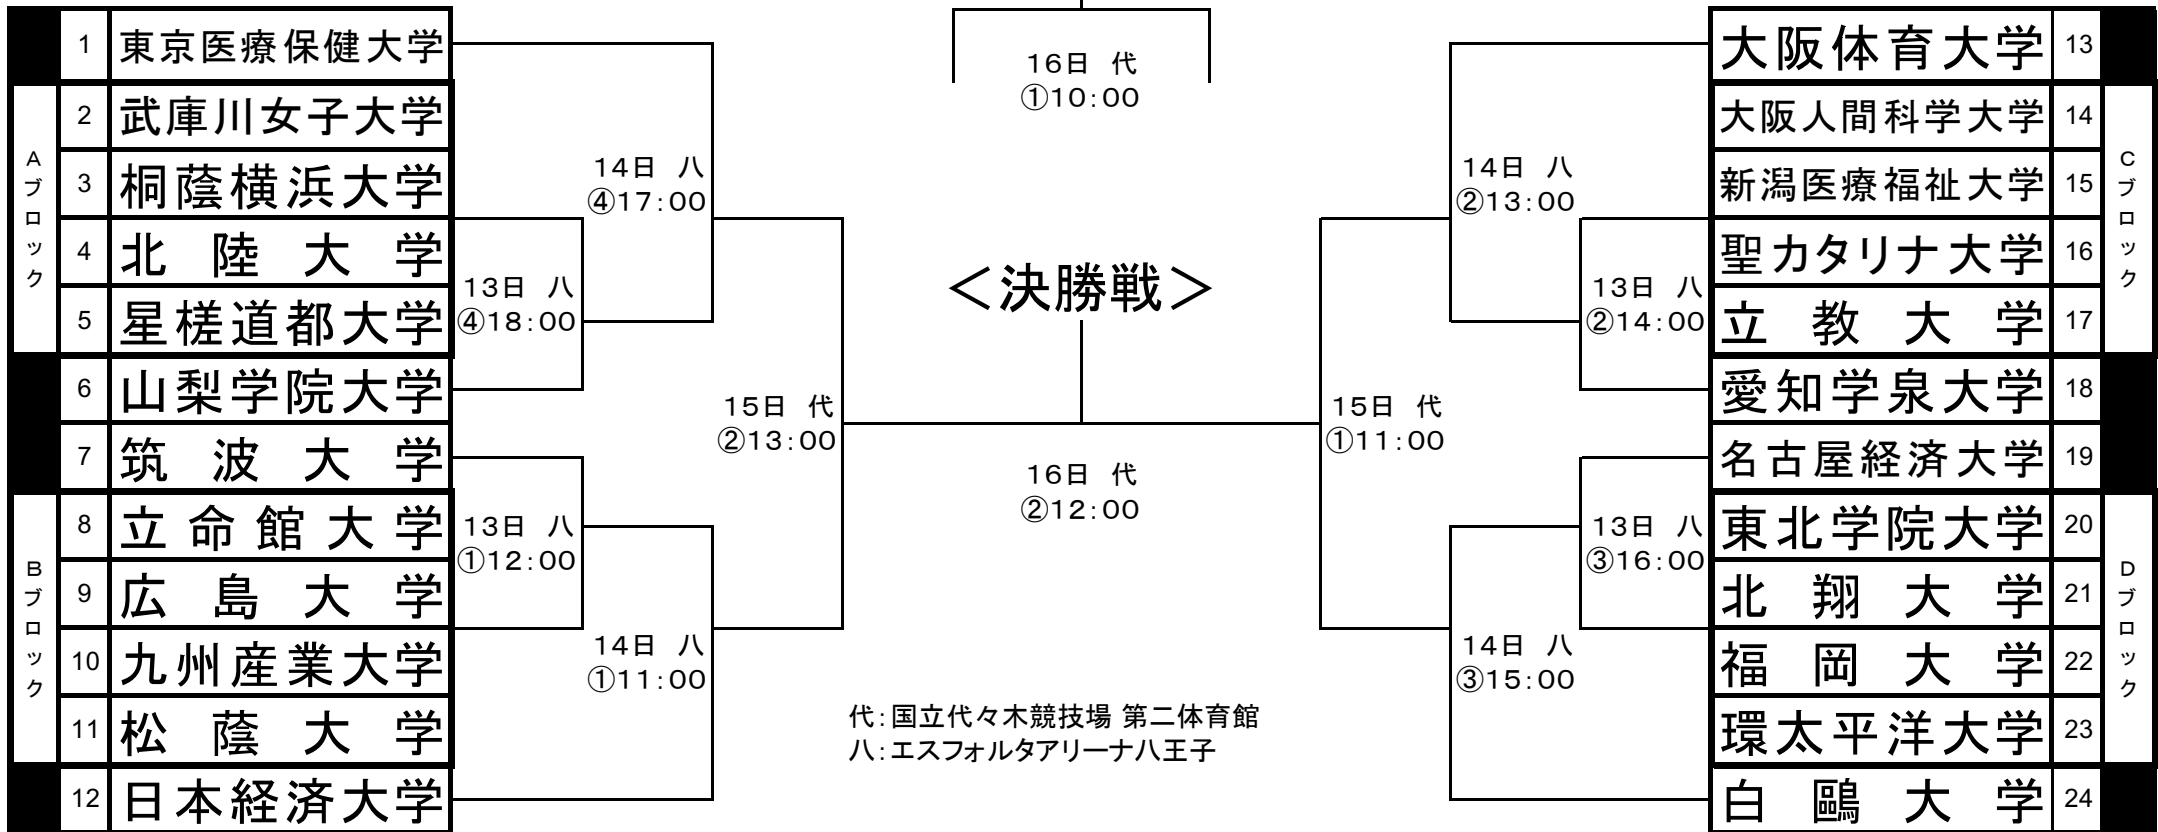 1 東京医療保健大学
Aブロック
2 武庫川女子大学
3 桐蔭横浜大学
4 北陸大学
5 星槎道都大学
6 山梨学院大学
7 筑波大学
Bブロック
8 立命館大学
9 広島大学
10 九州産業大学
11 松蔭大学
12 日本経済大学
13日 八
④18:00
13日 八
①12:00
14日 八
④17:00
14日 八
①11:00
15日 代
②13:00
16日 代
①10:00
<決勝戦>
16日 代
②12:00
代:国立代々木競技場 第二体育館
八:エスフォルタアリーナ八王子
15日 代
①11:00
14日 八
②13:00
14日 八
③15:00
13日 八
②14:00
13日 八
③16:00
大阪体育大学 13
大阪人間科学大学 14
新潟医療福祉大学 15
聖カタリナ大学 16
立教大学 17
Cブロック
愛知学泉大学 18
名古屋経済大学 19
東北学院大学 20
北翔大学 21
福岡大学 22
環太平洋大学 23
Dブロック
白鷗大学 24